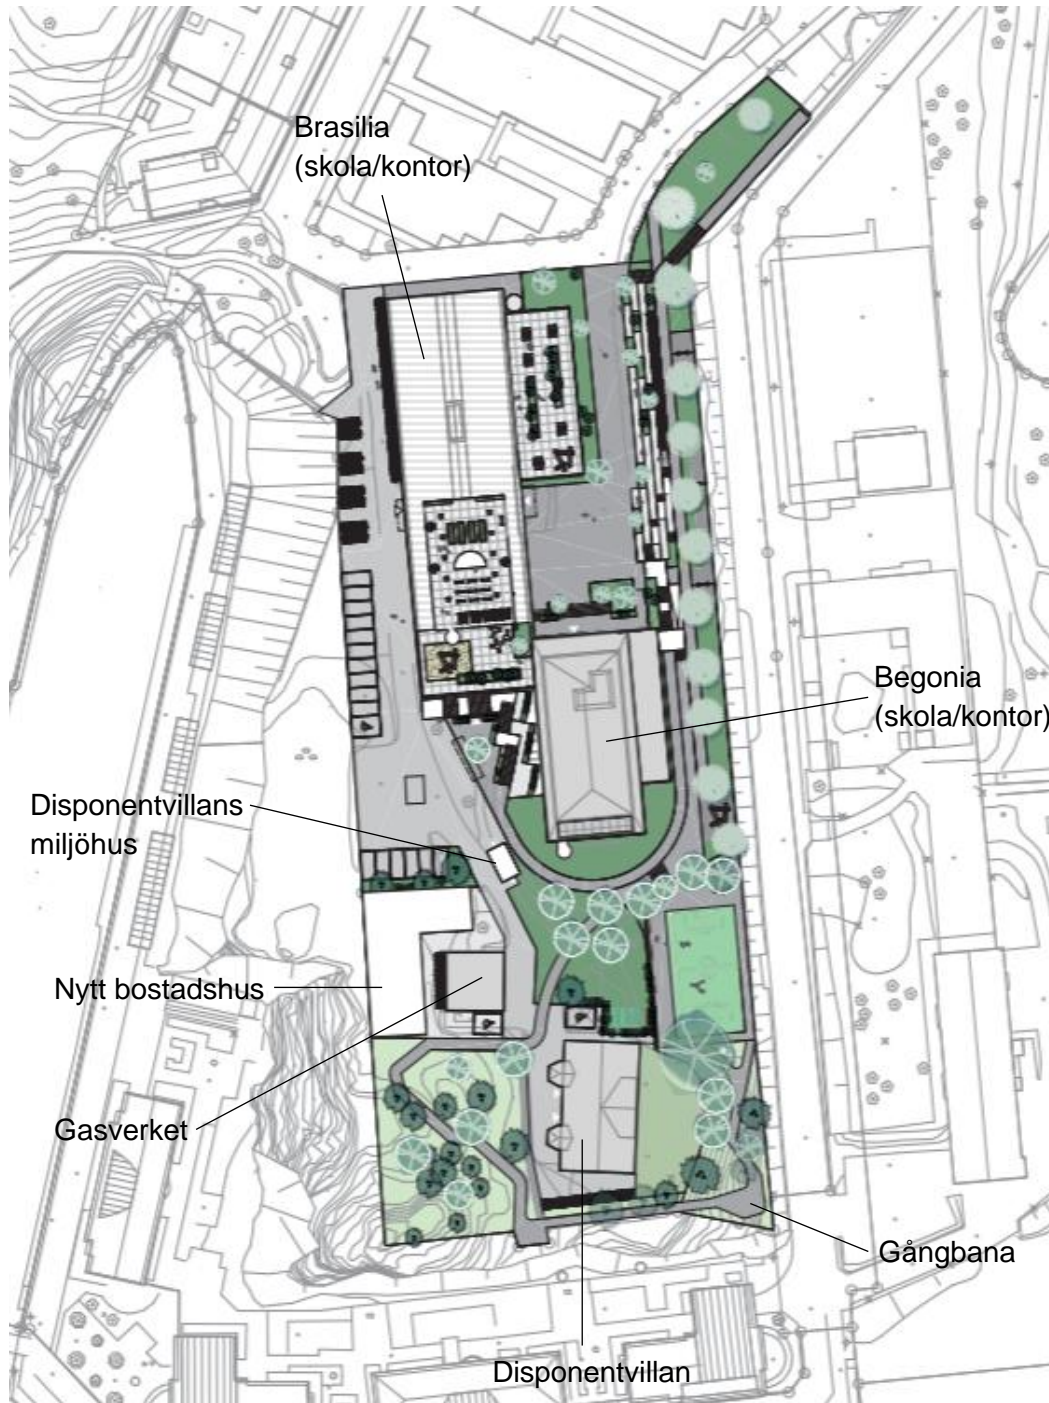 Brasilia
(skola/kontor)
Begonia
(skola/kontor)
Disponentvillans
miljöhus
Nytt bostadshus
Gasverket
Gångbana
Disponentvillan